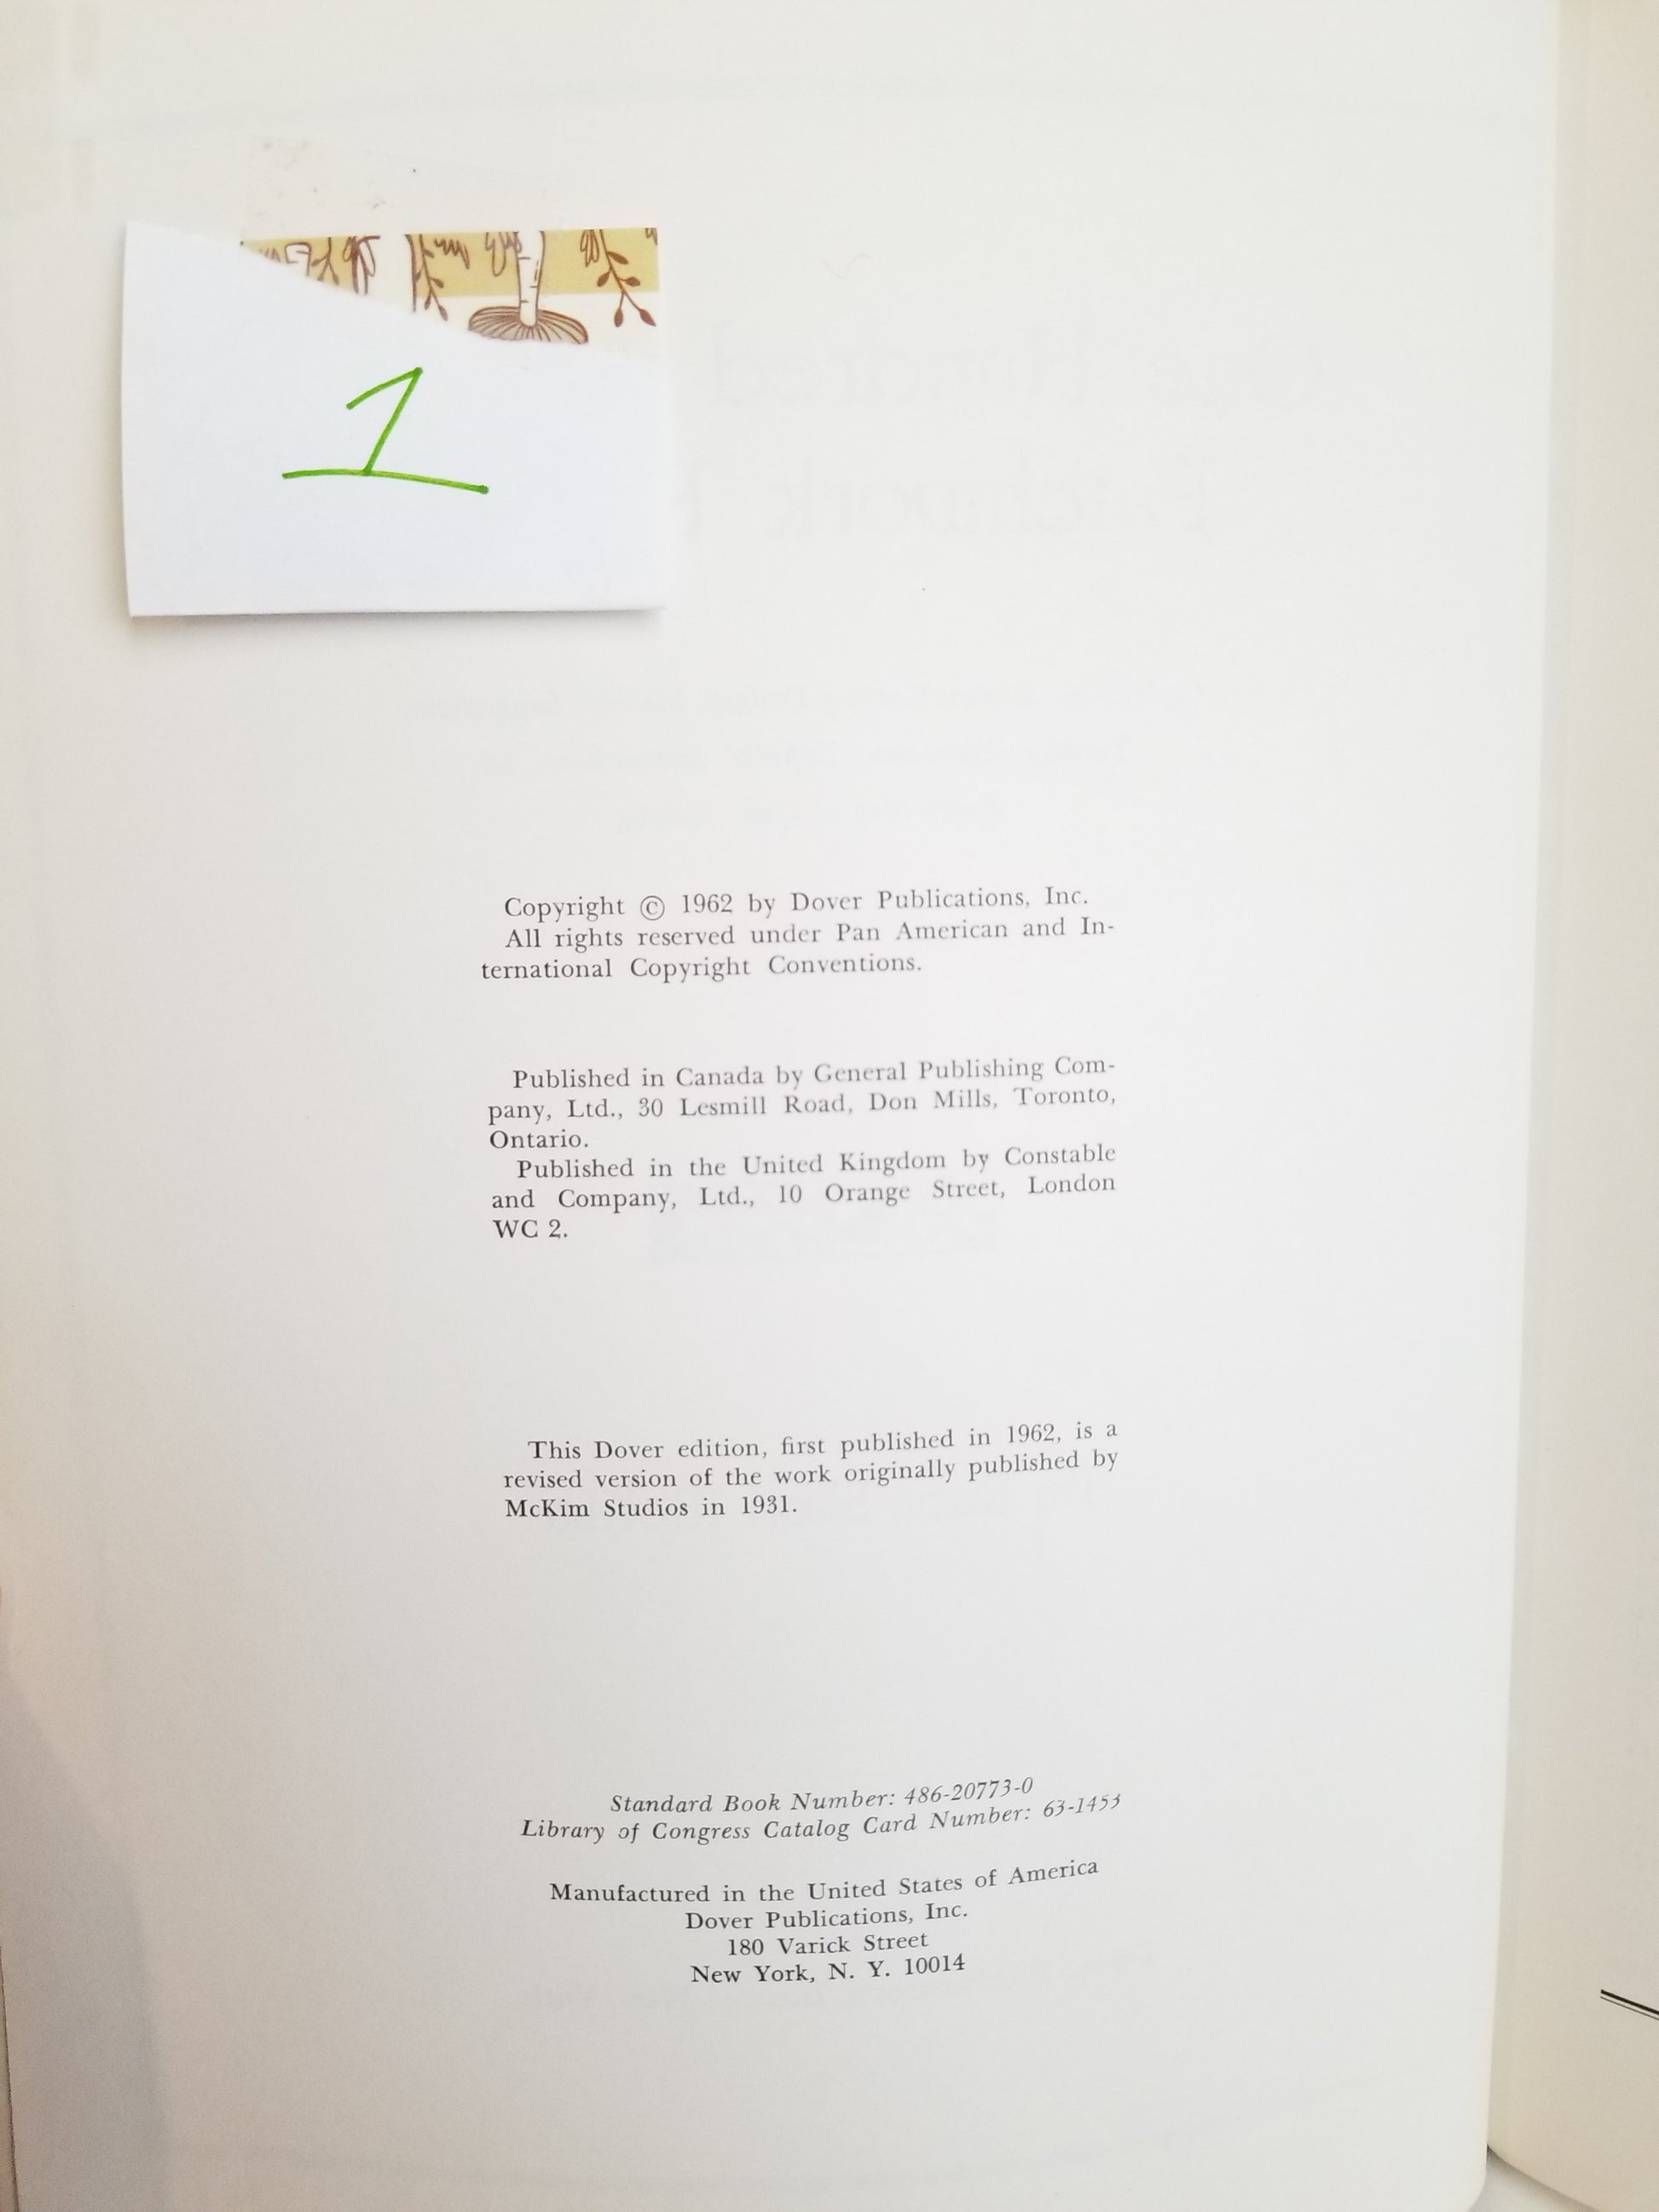 1
Copyright © 1962 by Dover Publications, Inc.
All rights reserved under Pan American and In-
ternational Copyright Conventions.
Published in Canada by General Publishing Com-
pany, Ltd., 30 Lesmill Road, Don Mills, Toronto,
Ontario.
Published in the United Kingdom by Constable
and Company, Ltd., 10 Orange Street, London
WC 2.
This Dover edition, first published in 1962, is a
revised version of the work originally published by
McKim Studios in 1931.
Standard Book Number: 486-20773-0
Library of Congress Catalog Card Number: 63-1453
Manufactured in the United States of America
Dover Publications, Inc.
180 Varick Street
New York, N. Y. 10014